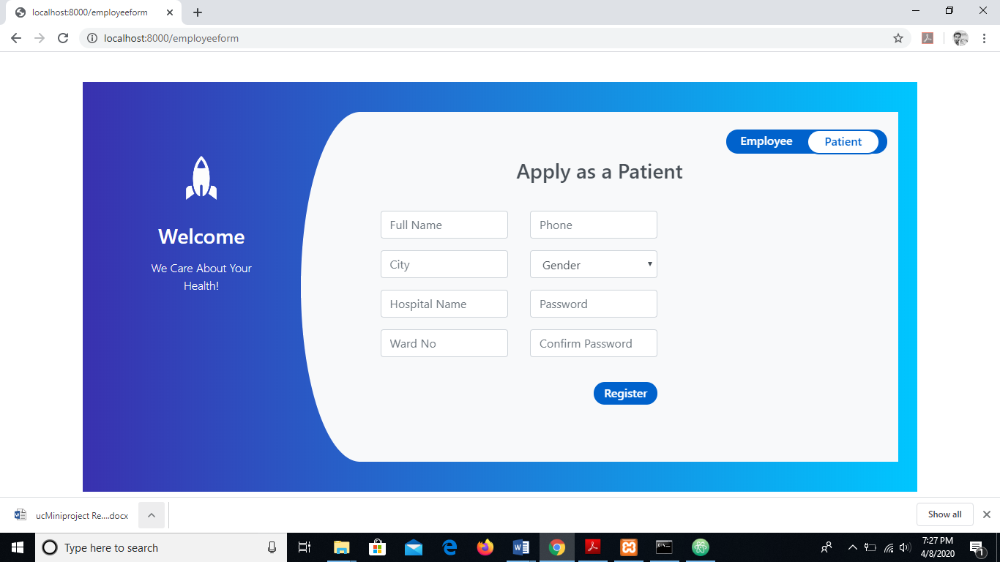 localhost:8000/employeeform
localhost:8000/employeeform
Employee
Patient
Apply as a Patient
Welcome
We Care About Your
Health!
Full Name
Phone
City
Gender
Hospital Name
Password
Ward No
Confirm Password
Register
ucMiniproject Re....docx
Show all
Type here to search
7:27 PM
4/8/2020
1